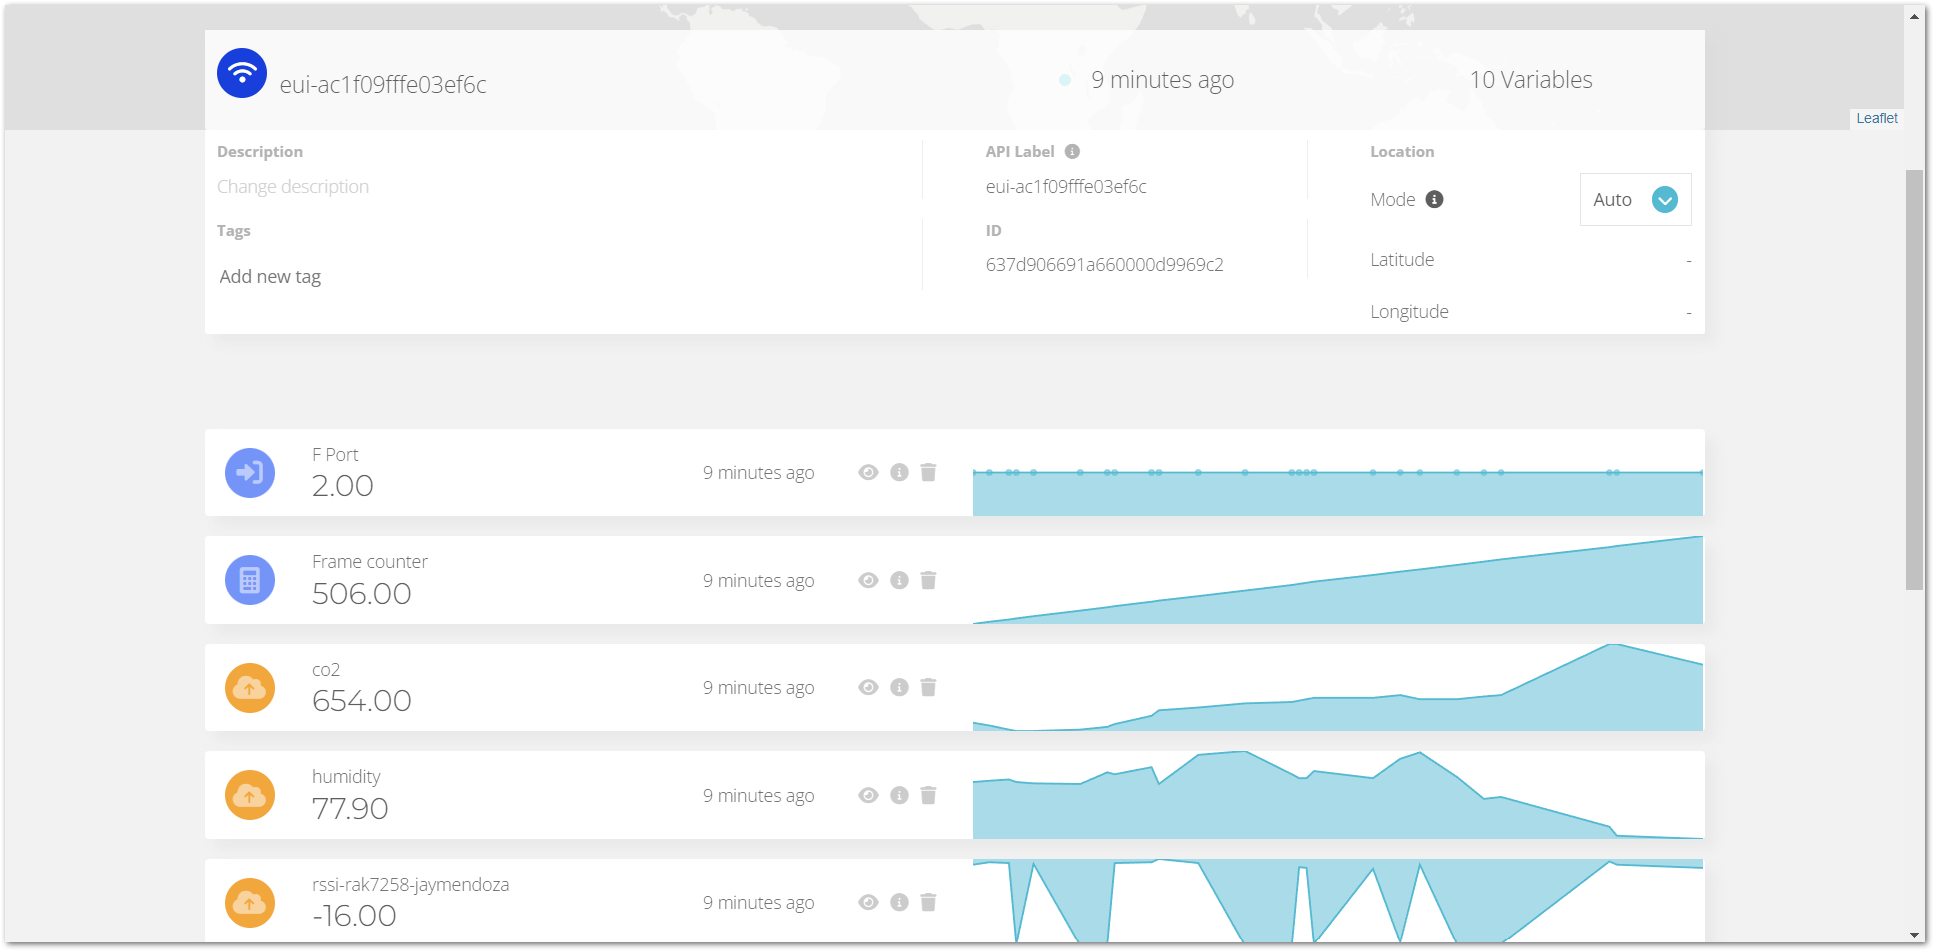 eui-ac1f09fffe03ef6c
9 minutes ago
10 Variables
Leaflet
Description
Change description
Tags
Add new tag
API Label
eui-ac1f09fffe03ef6c
ID
637d906691a660000d9969c2
Location
Mode
Auto
Latitude
-
Longitude
-
F Port
2.00
9 minutes ago
Frame counter
506.00
9 minutes ago
co2
654.00
9 minutes ago
humidity
77.90
9 minutes ago
rssi-rak7258-jaymendoza
-16.00
9 minutes ago